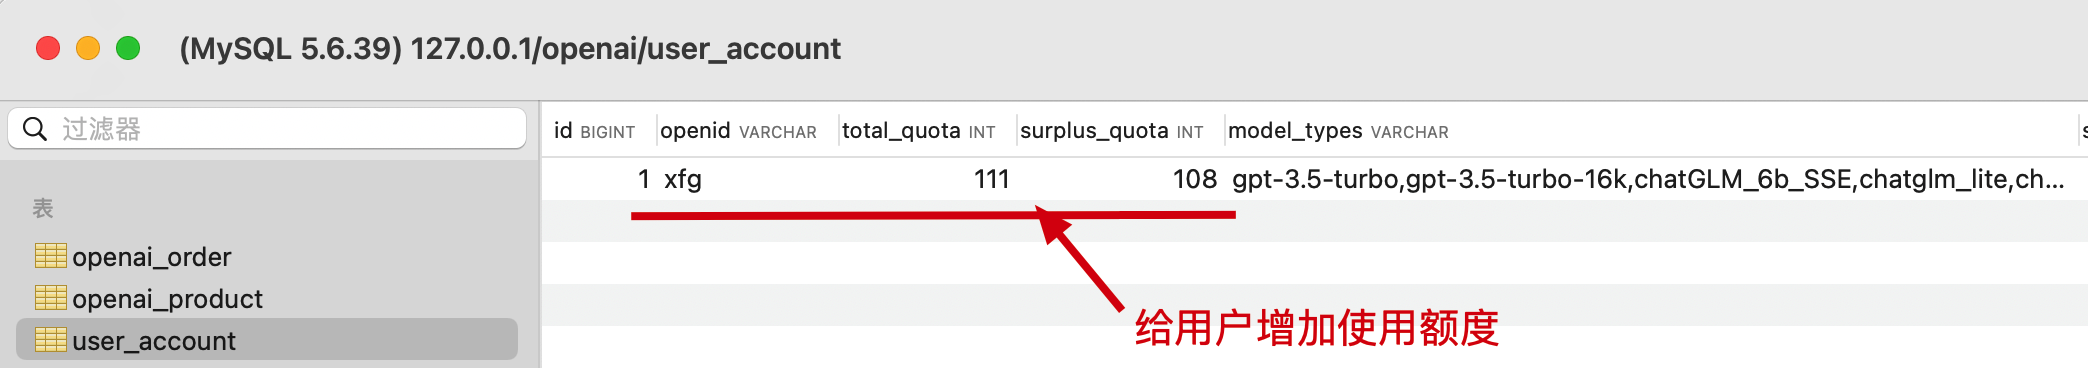 (MySQL 5.6.39) 127.0.0.1/openai/user_account
过滤器
表
openai_order
openai_product
user_account
id BIGINT openid VARCHAR total_quota INT surplus_quota INT model_types VARCHAR s
1 xfg 111 108 gpt-3.5-turbo,gpt-3.5-turbo-16k,chatGLM_6b_SSE,chatglm_lite,ch...
给用户增加使用额度